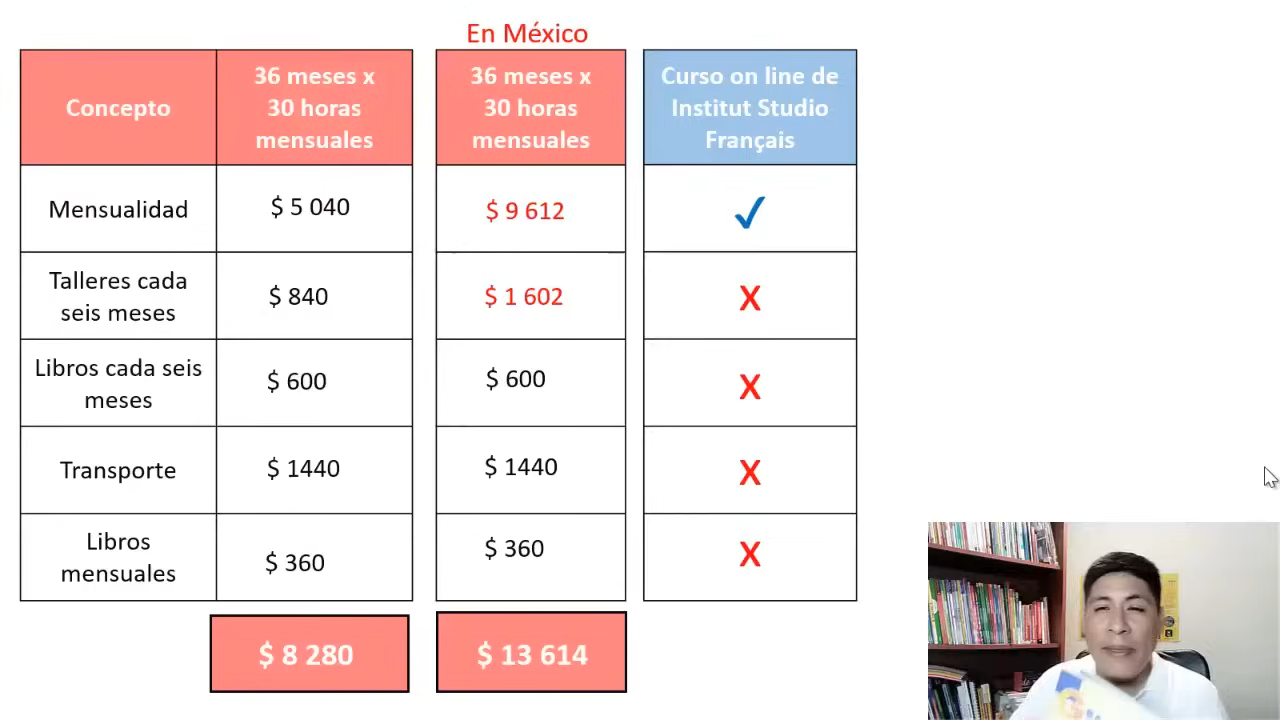 En México
Concepto
36 meses x
30 horas
mensuales
36 meses x
30 horas
mensuales
Curso on line de
Institut Studio
Français
Mensualidad
$ 5 040
$ 9 612
✓
Talleres cada
seis meses
$ 840
$ 1 602
X
Libros cada seis
meses
$ 600
$ 600
X
Transporte
$ 1440
$ 1440
X
Libros
mensuales
$ 360
$ 360
X
$ 8 280
$ 13 614